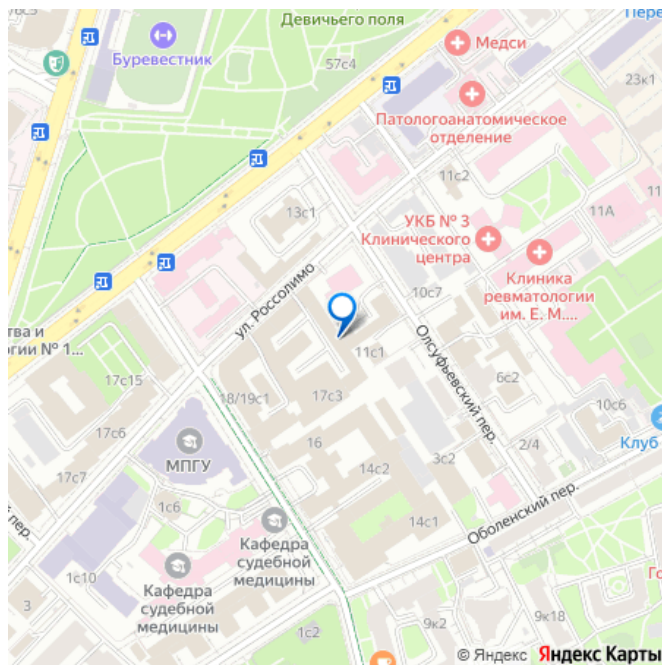 Девичьего поля
Буревестник
57с4
Медси
23к1
Патологоанатомическое
отделение
11с2
11А
13с1
УКБ № 3
Клинического
центра
Клиника
ревматологии
им. Е. М....
ул. Россолимо
10с7
Олсуфьевский пер.
11с1
6с2
17с15
18/19с1
17с3
10с6
Клуб
17с6
МПГУ
16
2/4
3с2
14с2
17с7
1с6
14с1
Оболенский пер.
пер.
Кафедра
судебной
медицины
1с10
Кафедра
судебной
медицины
3
1с2
9к2
9к18
© Яндекс Яндекс Карты